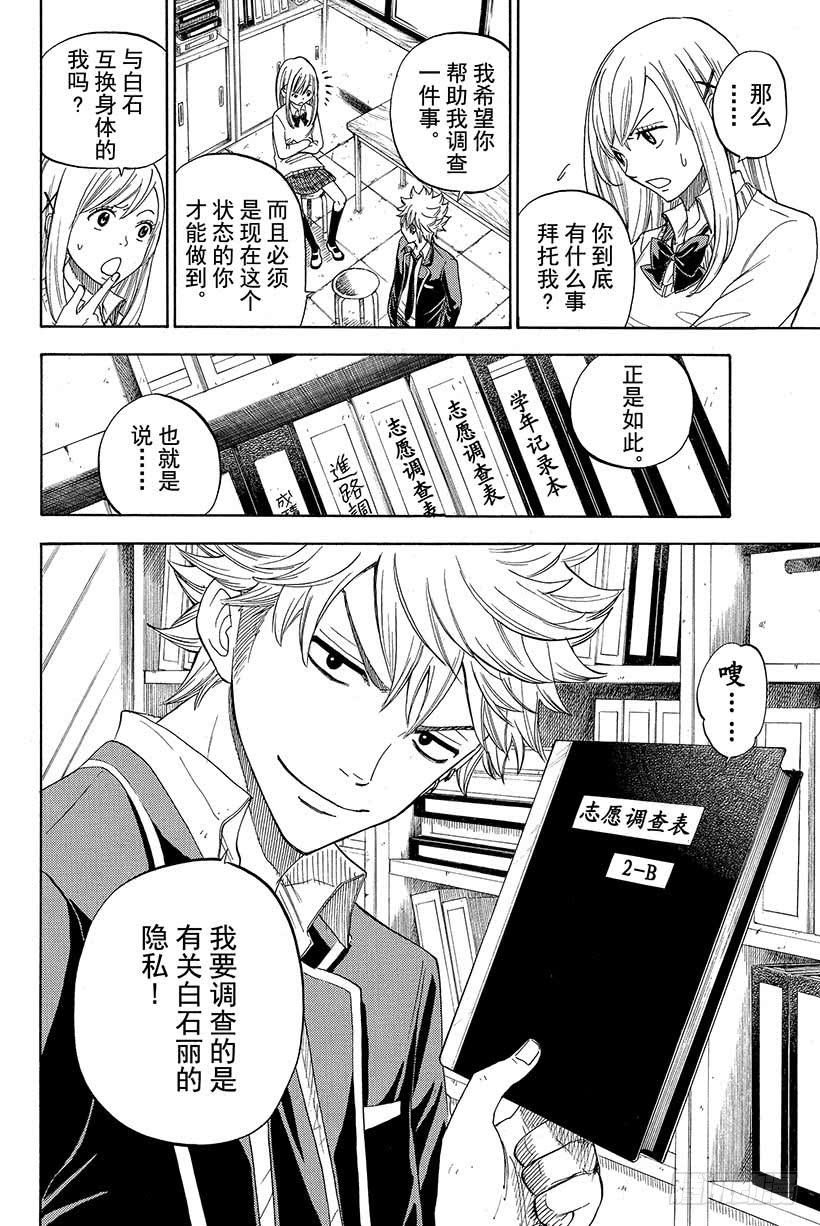 那么
……
你到底
有什么事
拜托我？
我希望你
帮助我调查
一件事。
而且必须
是现在这个
状态的你
才能做到。
与白石
互换身体的
我吗？
正是如此。
学年记录本
志愿调查表
志愿调查表
進路調
成績
也就是
说……
嗖……
志愿调查表
2-B
我要调查的是
有关白石丽的
隐私！